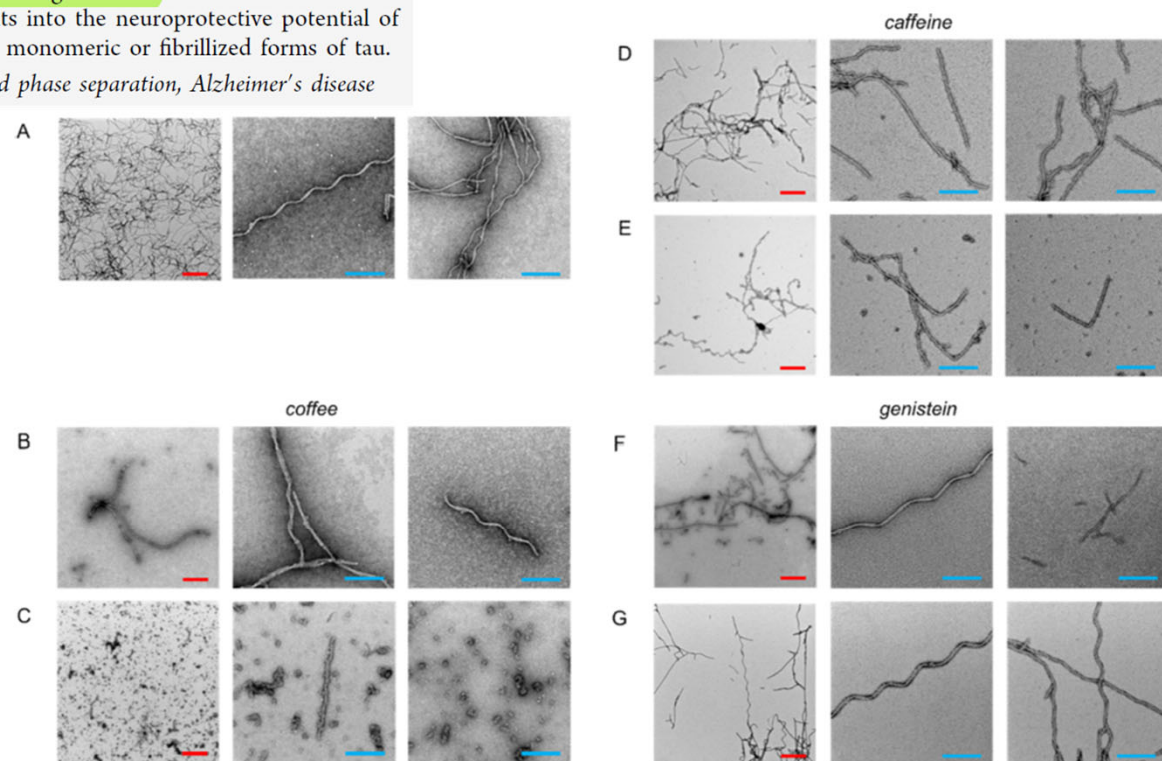 ts into the neuroprotective potential of
monomeric or fibrillized forms of tau.
d phase separation, Alzheimer's disease
A
coffee
B
C
caffeine
D
E
genistein
F
G